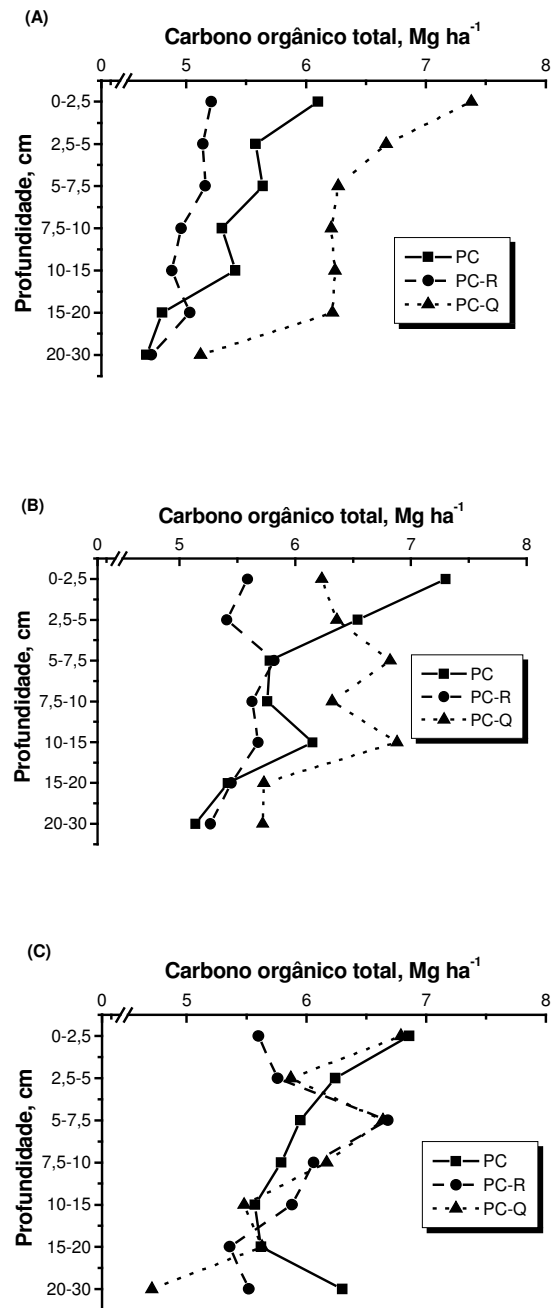 (A)
Carbono orgânico total, Mg ha-1
0 5 6 7 8
Profundidade, cm
0-2,5
2,5-5
5-7,5
7,5-10
10-15
15-20
20-30
PC
PC-R
PC-Q
(B)
Carbono orgânico total, Mg ha-1
0 5 6 7 8
Profundidade, cm
0-2,5
2,5-5
5-7,5
7,5-10
10-15
15-20
20-30
PC
PC-R
PC-Q
(C)
Carbono orgânico total, Mg ha-1
0 5 6 7 8
Profundidade, cm
0-2,5
2,5-5
5-7,5
7,5-10
10-15
15-20
20-30
PC
PC-R
PC-Q